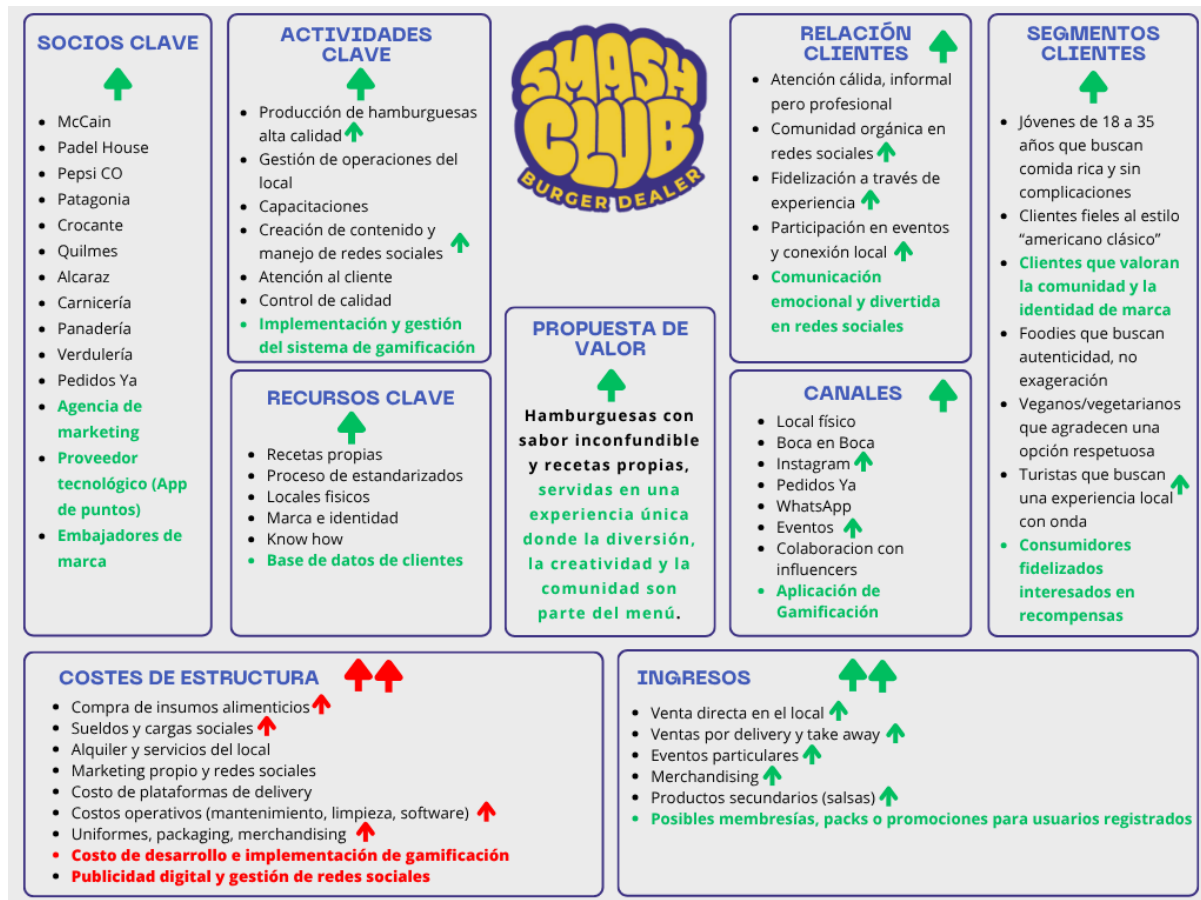 SOCIOS CLAVE
McCain
Padel House
Pepsi CO
Patagonia
Crocante
Quilmes
Alcaraz
Carnicería
Panadería
Verdulería
Pedidos Ya
Agencia de
marketing
Proveedor
tecnológico (App
de puntos)
Embajadores de
marca
ACTIVIDADES
CLAVE
Producción de hamburguesas
alta calidad
Gestión de operaciones del
local
Capacitaciones
Creación de contenido y
manejo de redes sociales
Atención al cliente
Control de calidad
Implementación y gestión
del sistema de gamificación
RECURSOS CLAVE
Recetas propias
Proceso de estandarizados
Locales fisicos
Marca e identidad
Know how
Base de datos de clientes
SMASH
CLUB
BURGER DEALER
PROPUESTA DE
VALOR
Hamburguesas con
sabor inconfundible
y recetas propias,
servidas en una
experiencia única
donde la diversión,
la creatividad y la
comunidad son
parte del menú.
RELACIÓN
CLIENTES
Atención cálida, informal
pero profesional
Comunidad orgánica en
redes sociales
Fidelización a través de
experiencia
Participación en eventos
y conexión local
Comunicación
emocional y divertida
en redes sociales
CANALES
Local físico
Boca en Boca
Instagram
Pedidos Ya
WhatsApp
Eventos
Colaboracion con
influencers
Aplicación de
Gamificación
SEGMENTOS
CLIENTES
Jóvenes de 18 a 35
años que buscan
comida rica y sin
complicaciones
Clientes fieles al estilo
“americano clásico”
Clientes que valoran
la comunidad y la
identidad de marca
Foodies que buscan
autenticidad, no
exageración
Veganos/vegetarianos
que agradecen una
opción respetuosa
Turistas que buscan
una experiencia local
con onda
Consumidores
fidelizados
interesados en
recompensas
COSTES DE ESTRUCTURA
Compra de insumos alimenticios
Sueldos y cargas sociales
Alquiler y servicios del local
Marketing propio y redes sociales
Costo de plataformas de delivery
Costos operativos (mantenimiento, limpieza, software)
Uniformes, packaging, merchandising
Costo de desarrollo e implementación de gamificación
Publicidad digital y gestión de redes sociales
INGRESOS
Venta directa en el local
Ventas por delivery y take away
Eventos particulares
Merchandising
Productos secundarios (salsas)
Posibles membresías, packs o promociones para usuarios registrados